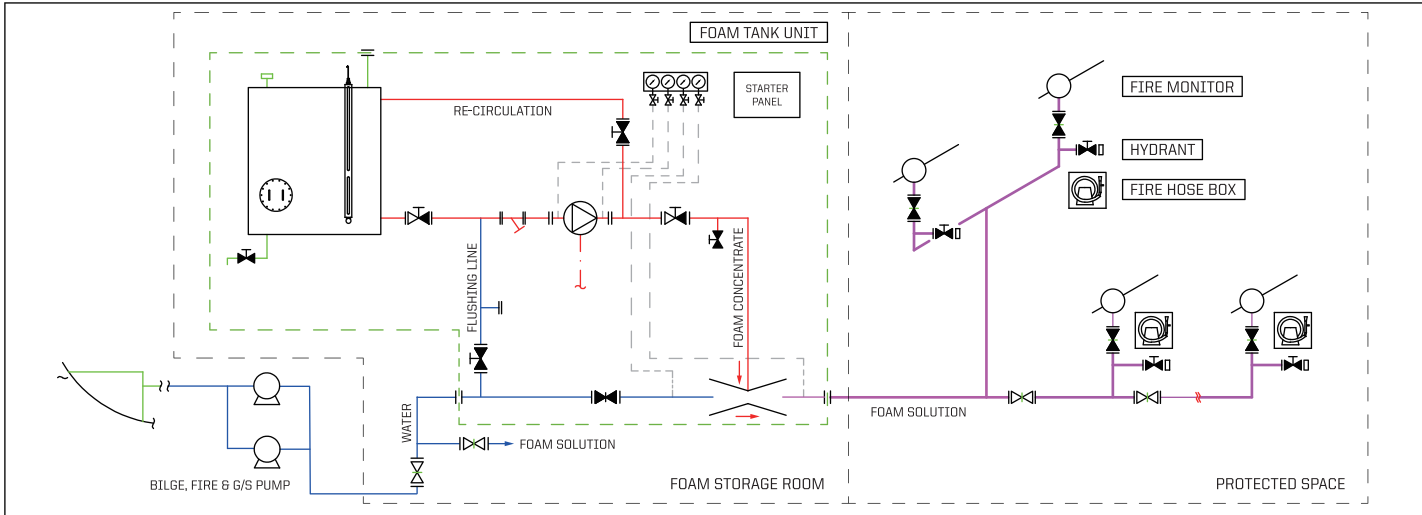 FOAM TANK UNIT
STARTER
PANEL
RE-CIRCULATION
FIRE MONITOR
HYDRANT
FIRE HOSE BOX
FLUSHING LINE
FOAM CONCENTRATE
WATER
FOAM SOLUTION
FOAM SOLUTION
BILGE, FIRE & G/S PUMP
FOAM STORAGE ROOM
PROTECTED SPACE